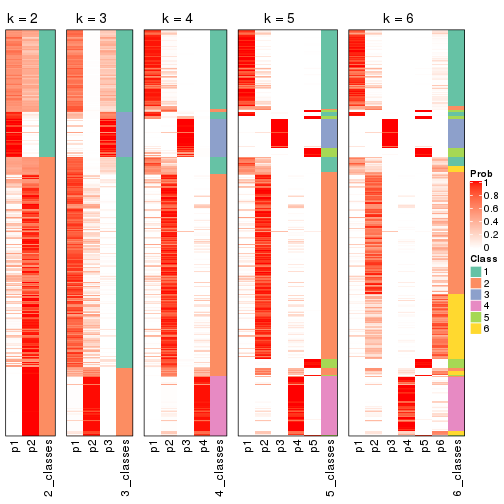 k = 2
k = 3
k = 4
k = 5
k = 6
Prob
1
0.8
0.6
0.4
0.2
0
Class
1
2
3
4
5
6
p1
p2
2_classes
p1
p2
p3
3_classes
p1
p2
p3
p4
4_classes
p1
p2
p3
p4
p5
5_classes
p1
p2
p3
p4
p5
p6
6_classes